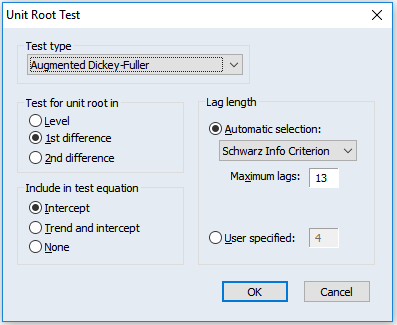 Unit Root Test
Test type
Augmented Dickey-Fuller
Test for unit root in
Level
1st difference
2nd difference
Include in test equation
Intercept
Trend and intercept
None
Lag length
Automatic selection:
Schwarz Info Criterion
Maximum lags: 13
User specified: 4
OK Cancel